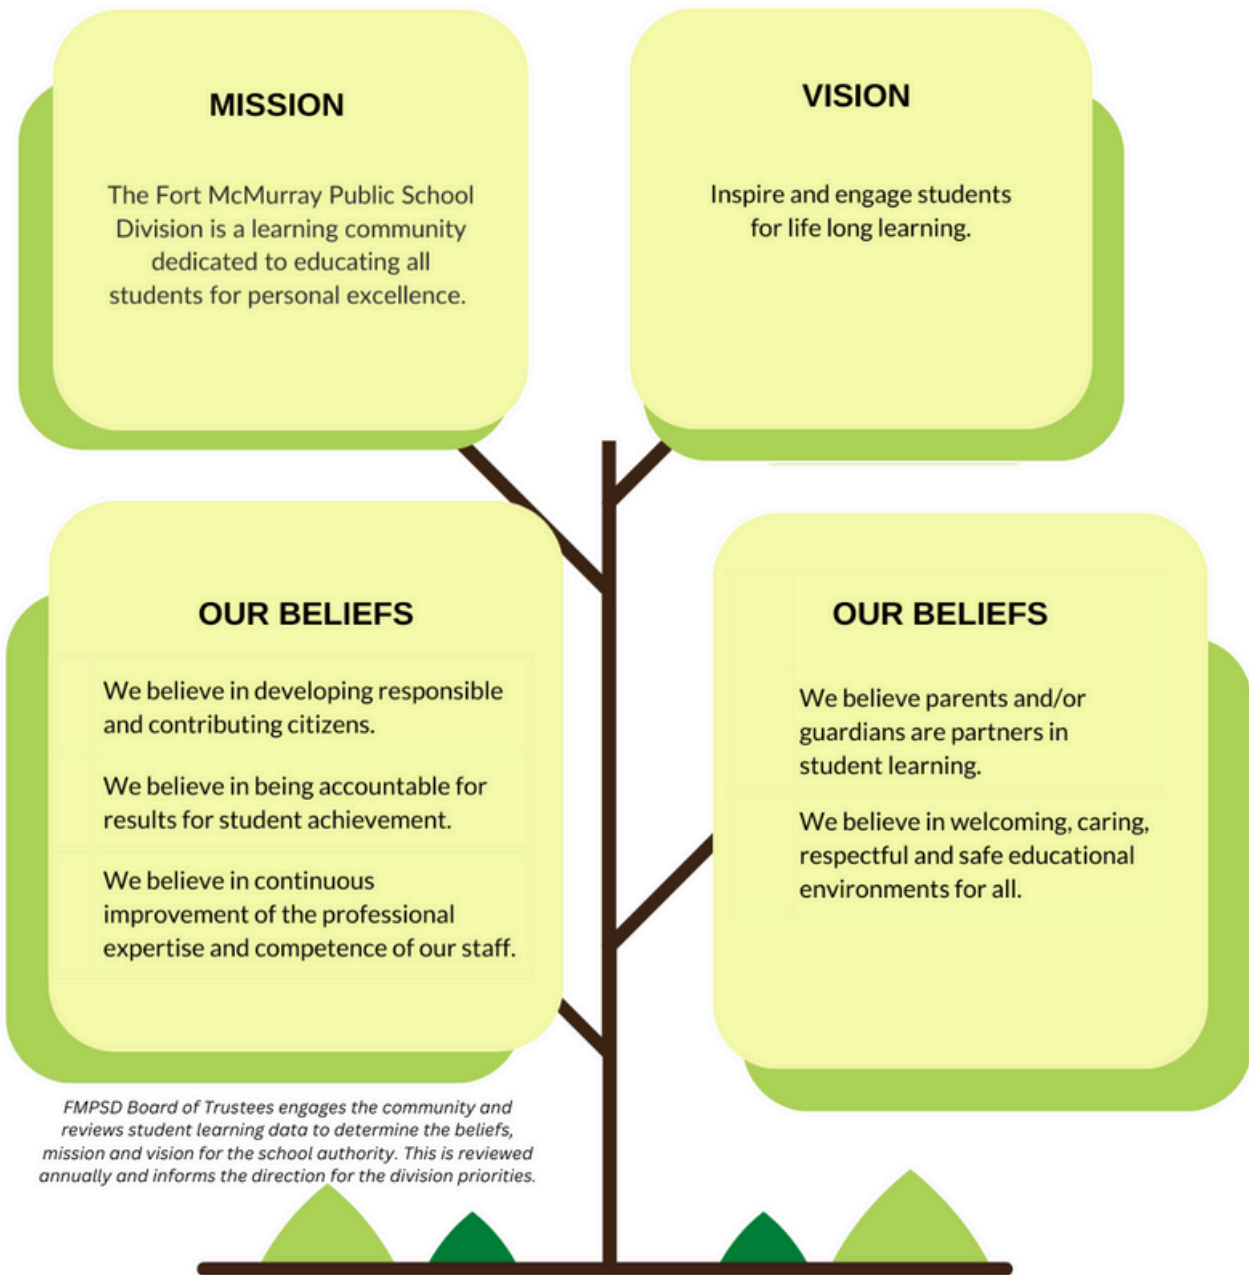 MISSION
The Fort McMurray Public School
Division is a learning community
dedicated to educating all
students for personal excellence.
VISION
Inspire and engage students
for life long learning.
OUR BELIEFS
We believe in developing responsible
and contributing citizens.
We believe in being accountable for
results for student achievement.
We believe in continuous
improvement of the professional
expertise and competence of our staff.
OUR BELIEFS
We believe parents and/or
guardians are partners in
student learning.
We believe in welcoming, caring,
respectful and safe educational
environments for all.
FMPSD Board of Trustees engages the community and
reviews student learning data to determine the beliefs,
mission and vision for the school authority. This is reviewed
annually and informs the direction for the division priorities.